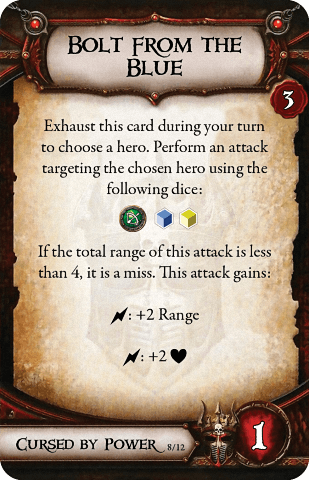 Bolt from the
Blue
3
Exhaust this card during your turn
to choose a hero. Perform an attack
targeting the chosen hero using the
following dice:
If the total range of this attack is less
than 4, it is a miss. This attack gains:
: +2 Range
: +2
Cursed by Power 8/12
1